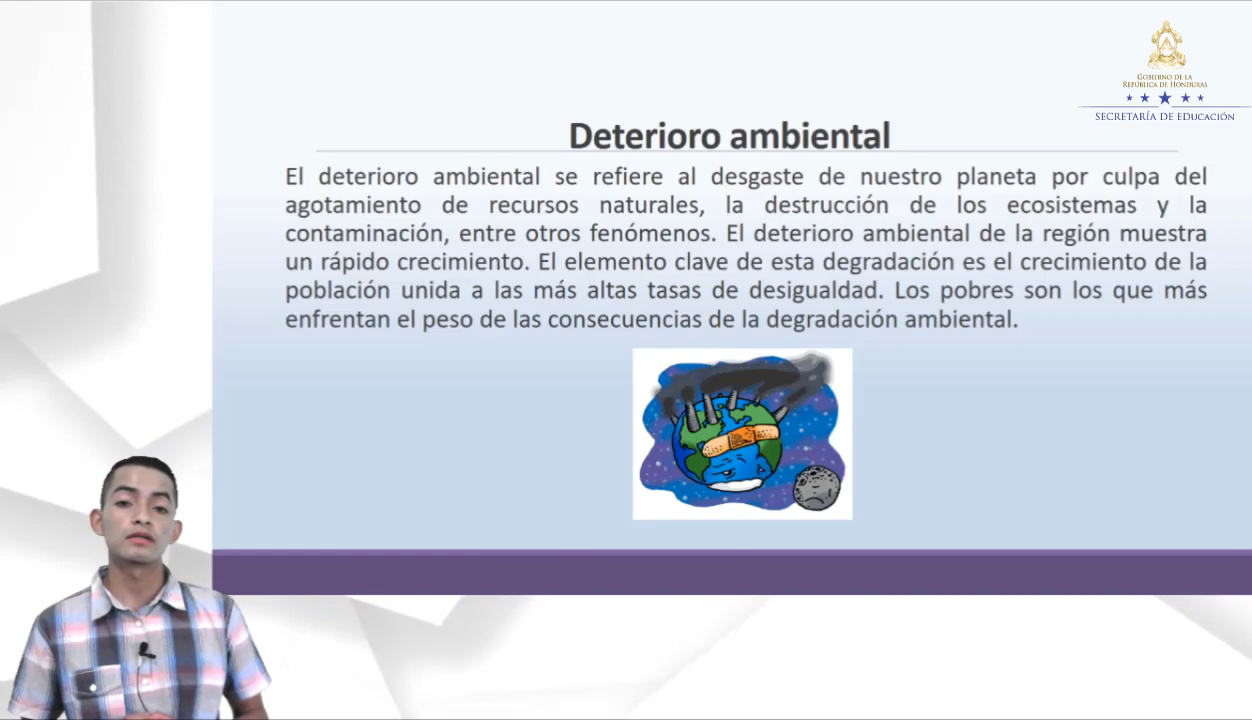 GOBIERNO DE LA
REPÚBLICA DE HONDURAS
SECRETARÍA DE EDUCACIÓN
Deterioro ambiental
El deterioro ambiental se refiere al desgaste de nuestro planeta por culpa del
agotamiento de recursos naturales, la destrucción de los ecosistemas y la
contaminación, entre otros fenómenos. El deterioro ambiental de la región muestra
un rápido crecimiento. El elemento clave de esta degradación es el crecimiento de la
población unida a las más altas tasas de desigualdad. Los pobres son los que más
enfrentan el peso de las consecuencias de la degradación ambiental.